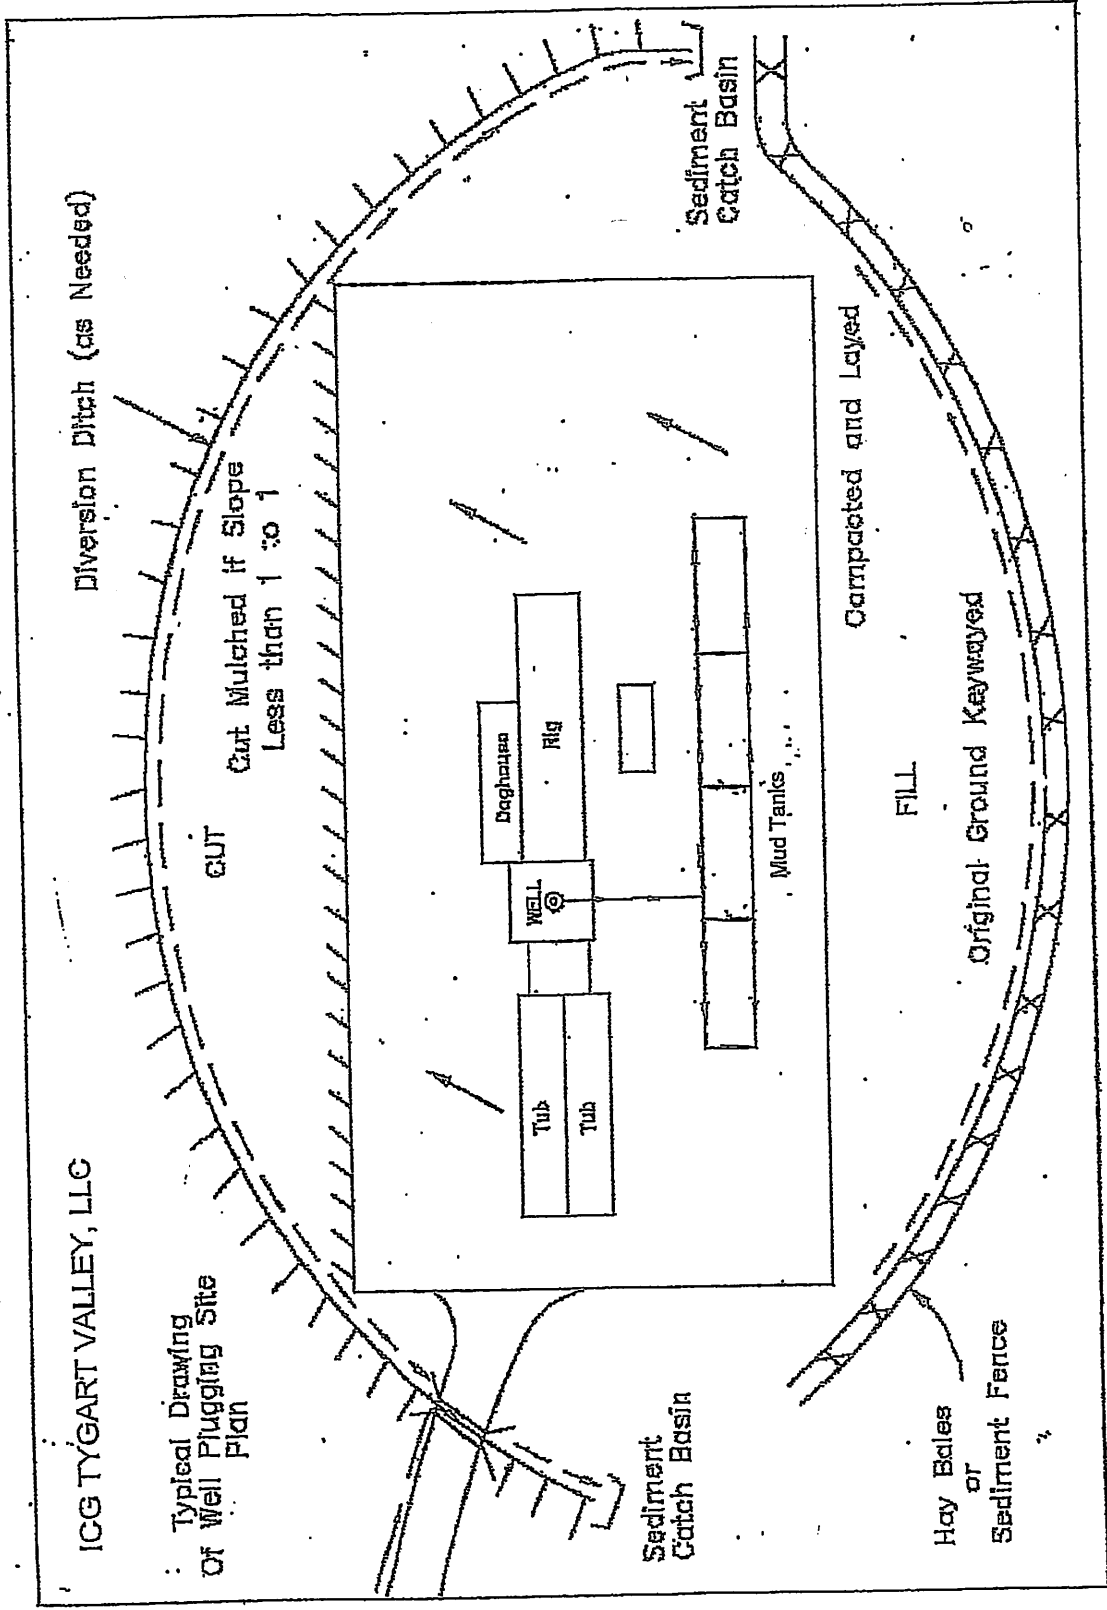 ICG TYGART VALLEY, LLC
Typical Drawing
Of Well Plugging Site
Plan
Diversion Ditch (as Needed)
CUT
Cut Mulched if Slope
Less than 1 to 1
Sediment
Catch Basin
Doghouse
Rig
WELL
Tub
Tub
Mud Tanks
Compacted and Layed
FILL
Original Ground Keywayed
Sediment
Catch Basin
Hay Bales
or
Sediment Fence